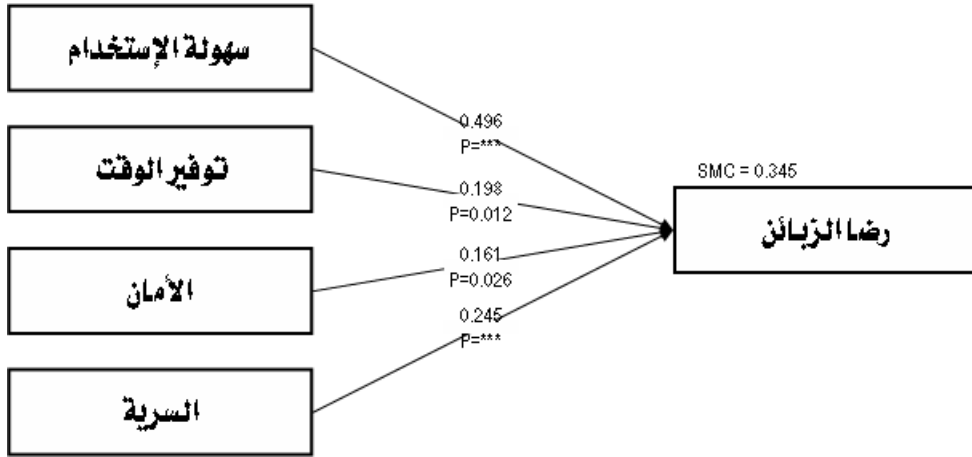 سهولة الإستخدام
0.496
P=***
توفير الوقت
0.198
P=0.012
SMC = 0.345
رضا الزبائن
الأمان
0.161
P=0.026
السرية
0.245
P=***